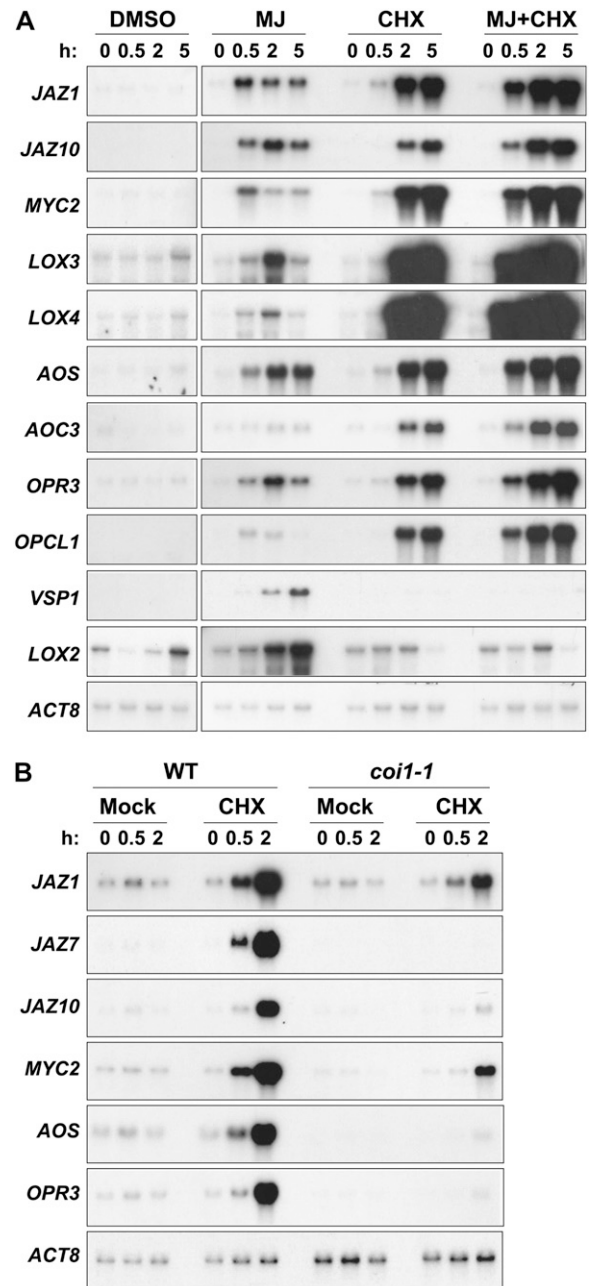 A
DMSO MJ CHX MJ+CHX
h: 0 0.5 2 5 0 0.5 2 5 0 0.5 2 5 0 0.5 2 5
JAZ1
JAZ10
MYC2
LOX3
LOX4
AOS
AOC3
OPR3
OPCL1
VSP1
LOX2
ACT8
B
WT coi1-1
Mock CHX Mock CHX
h: 0 0.5 2 0 0.5 2 0 0.5 2 0 0.5 2
JAZ1
JAZ7
JAZ10
MYC2
AOS
OPR3
ACT8